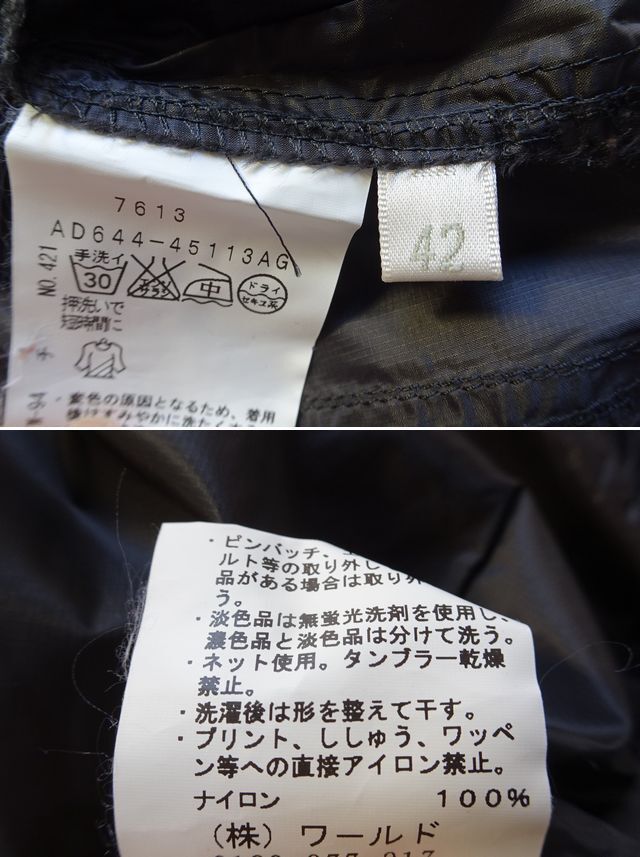 7613
AD644-45113AG
42
NO.421
手洗イ
30
エンソサラシ
中
ドライ
セキユ系
押洗いで
短時間に
・変色の原因となるため、着用
後はすみやかに洗たく
・ピンバッチ、
ルト等の取り外し
品がある場合は取り外
う。
・淡色品は無蛍光洗剤を使用し、
濃色品と淡色品は分けて洗う。
・ネット使用。タンブラー乾燥
禁止。
・洗濯後は形を整えて干す。
・プリント、ししゅう、ワッペ
ン等への直接アイロン禁止。
ナイロン 100%
(株) ワールド